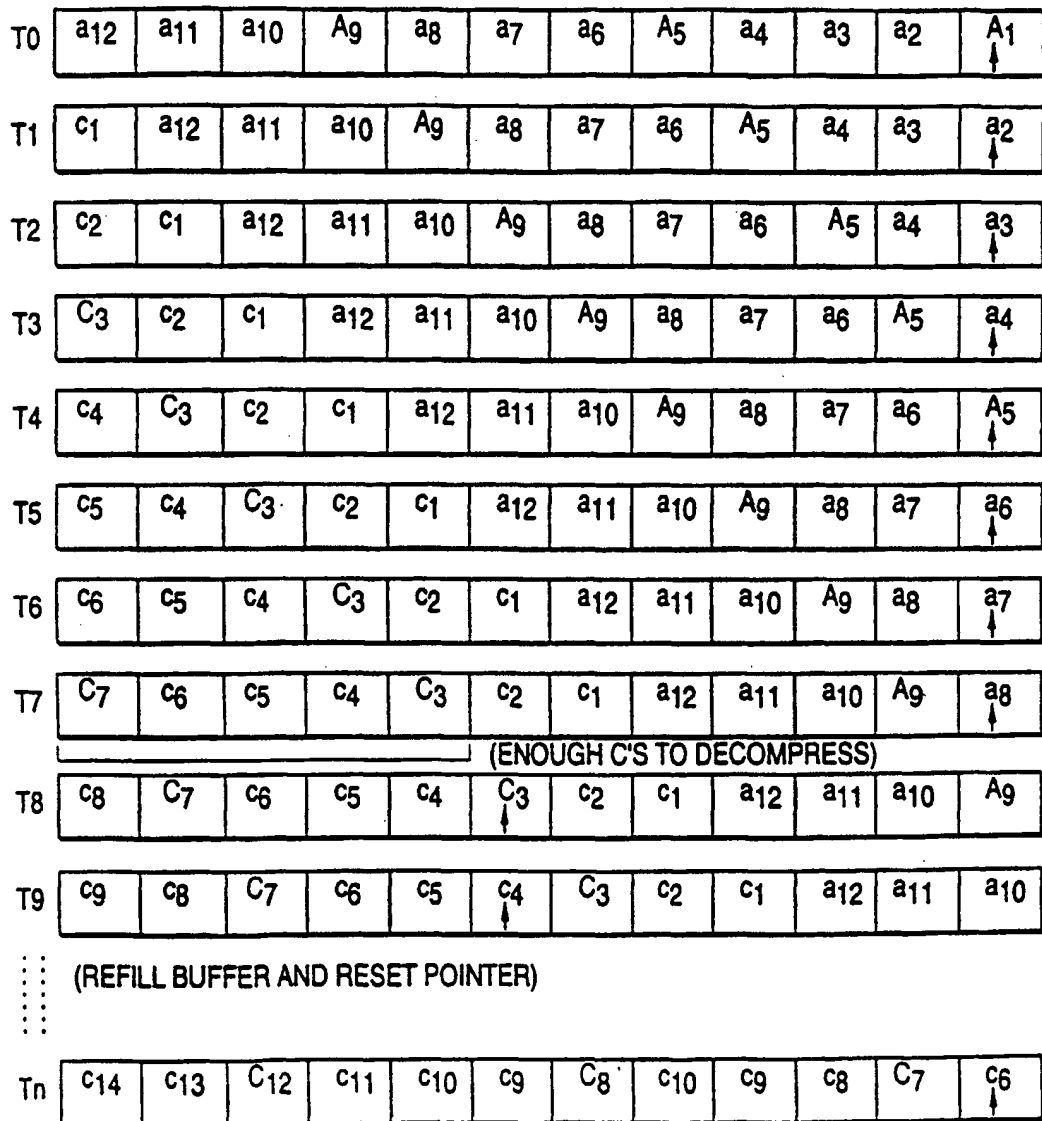 T0 a12 a11 a10 A9 a8 a7 a6 A5 a4 a3 a2 A1
T1 c1 a12 a11 a10 A9 a8 a7 a6 A5 a4 a3 a2
T2 c2 c1 a12 a11 a10 A9 a8 a7 a6 A5 a4 a3
T3 C3 c2 c1 a12 a11 a10 A9 a8 a7 a6 A5 a4
T4 c4 C3 c2 c1 a12 a11 a10 A9 a8 a7 a6 A5
T5 c5 c4 C3 c2 c1 a12 a11 a10 A9 a8 a7 a6
T6 c6 c5 c4 C3 c2 c1 a12 a11 a10 A9 a8 a7
T7 C7 c6 c5 c4 C3 c2 c1 a12 a11 a10 A9 a8
(ENOUGH C'S TO DECOMPRESS)
T8 c8 C7 c6 c5 c4 C3 c2 c1 a12 a11 a10 A9
T9 c9 c8 C7 c6 c5 c4 C3 c2 c1 a12 a11 a10
(REFILL BUFFER AND RESET POINTER)
Tn c14 c13 C12 c11 c10 c9 C8 c10 c9 c8 C7 c6